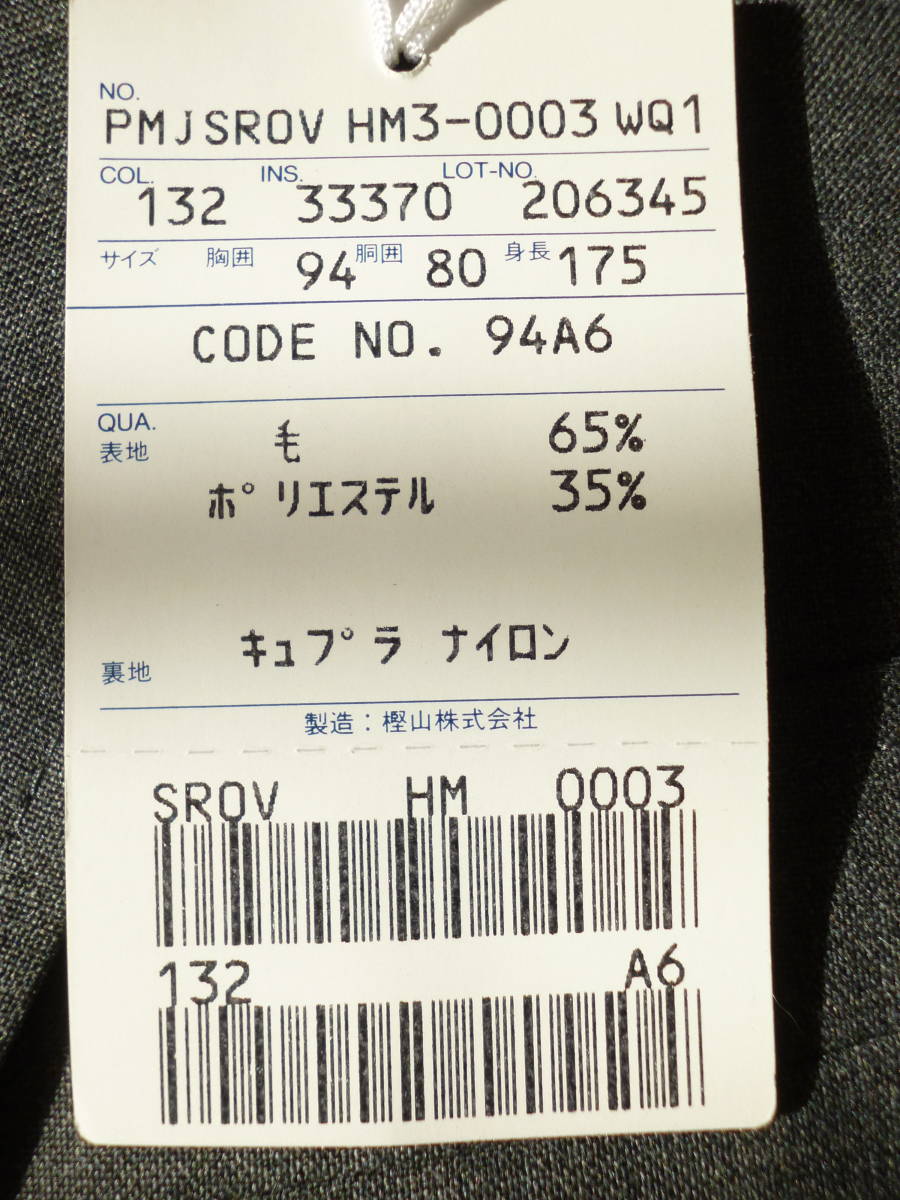 NO.
PMJSROV HM3-0003 WQ1
COL. 132 INS. 33370 LOT-NO. 206345
サイズ 胸囲 94 胴囲 80 身長 175
CODE NO. 94A6
QUA.
表地 毛 65%
ポリエステル 35%
裏地 キュプラ ナイロン
製造：樫山株式会社
SROV HM 0003
132 A6